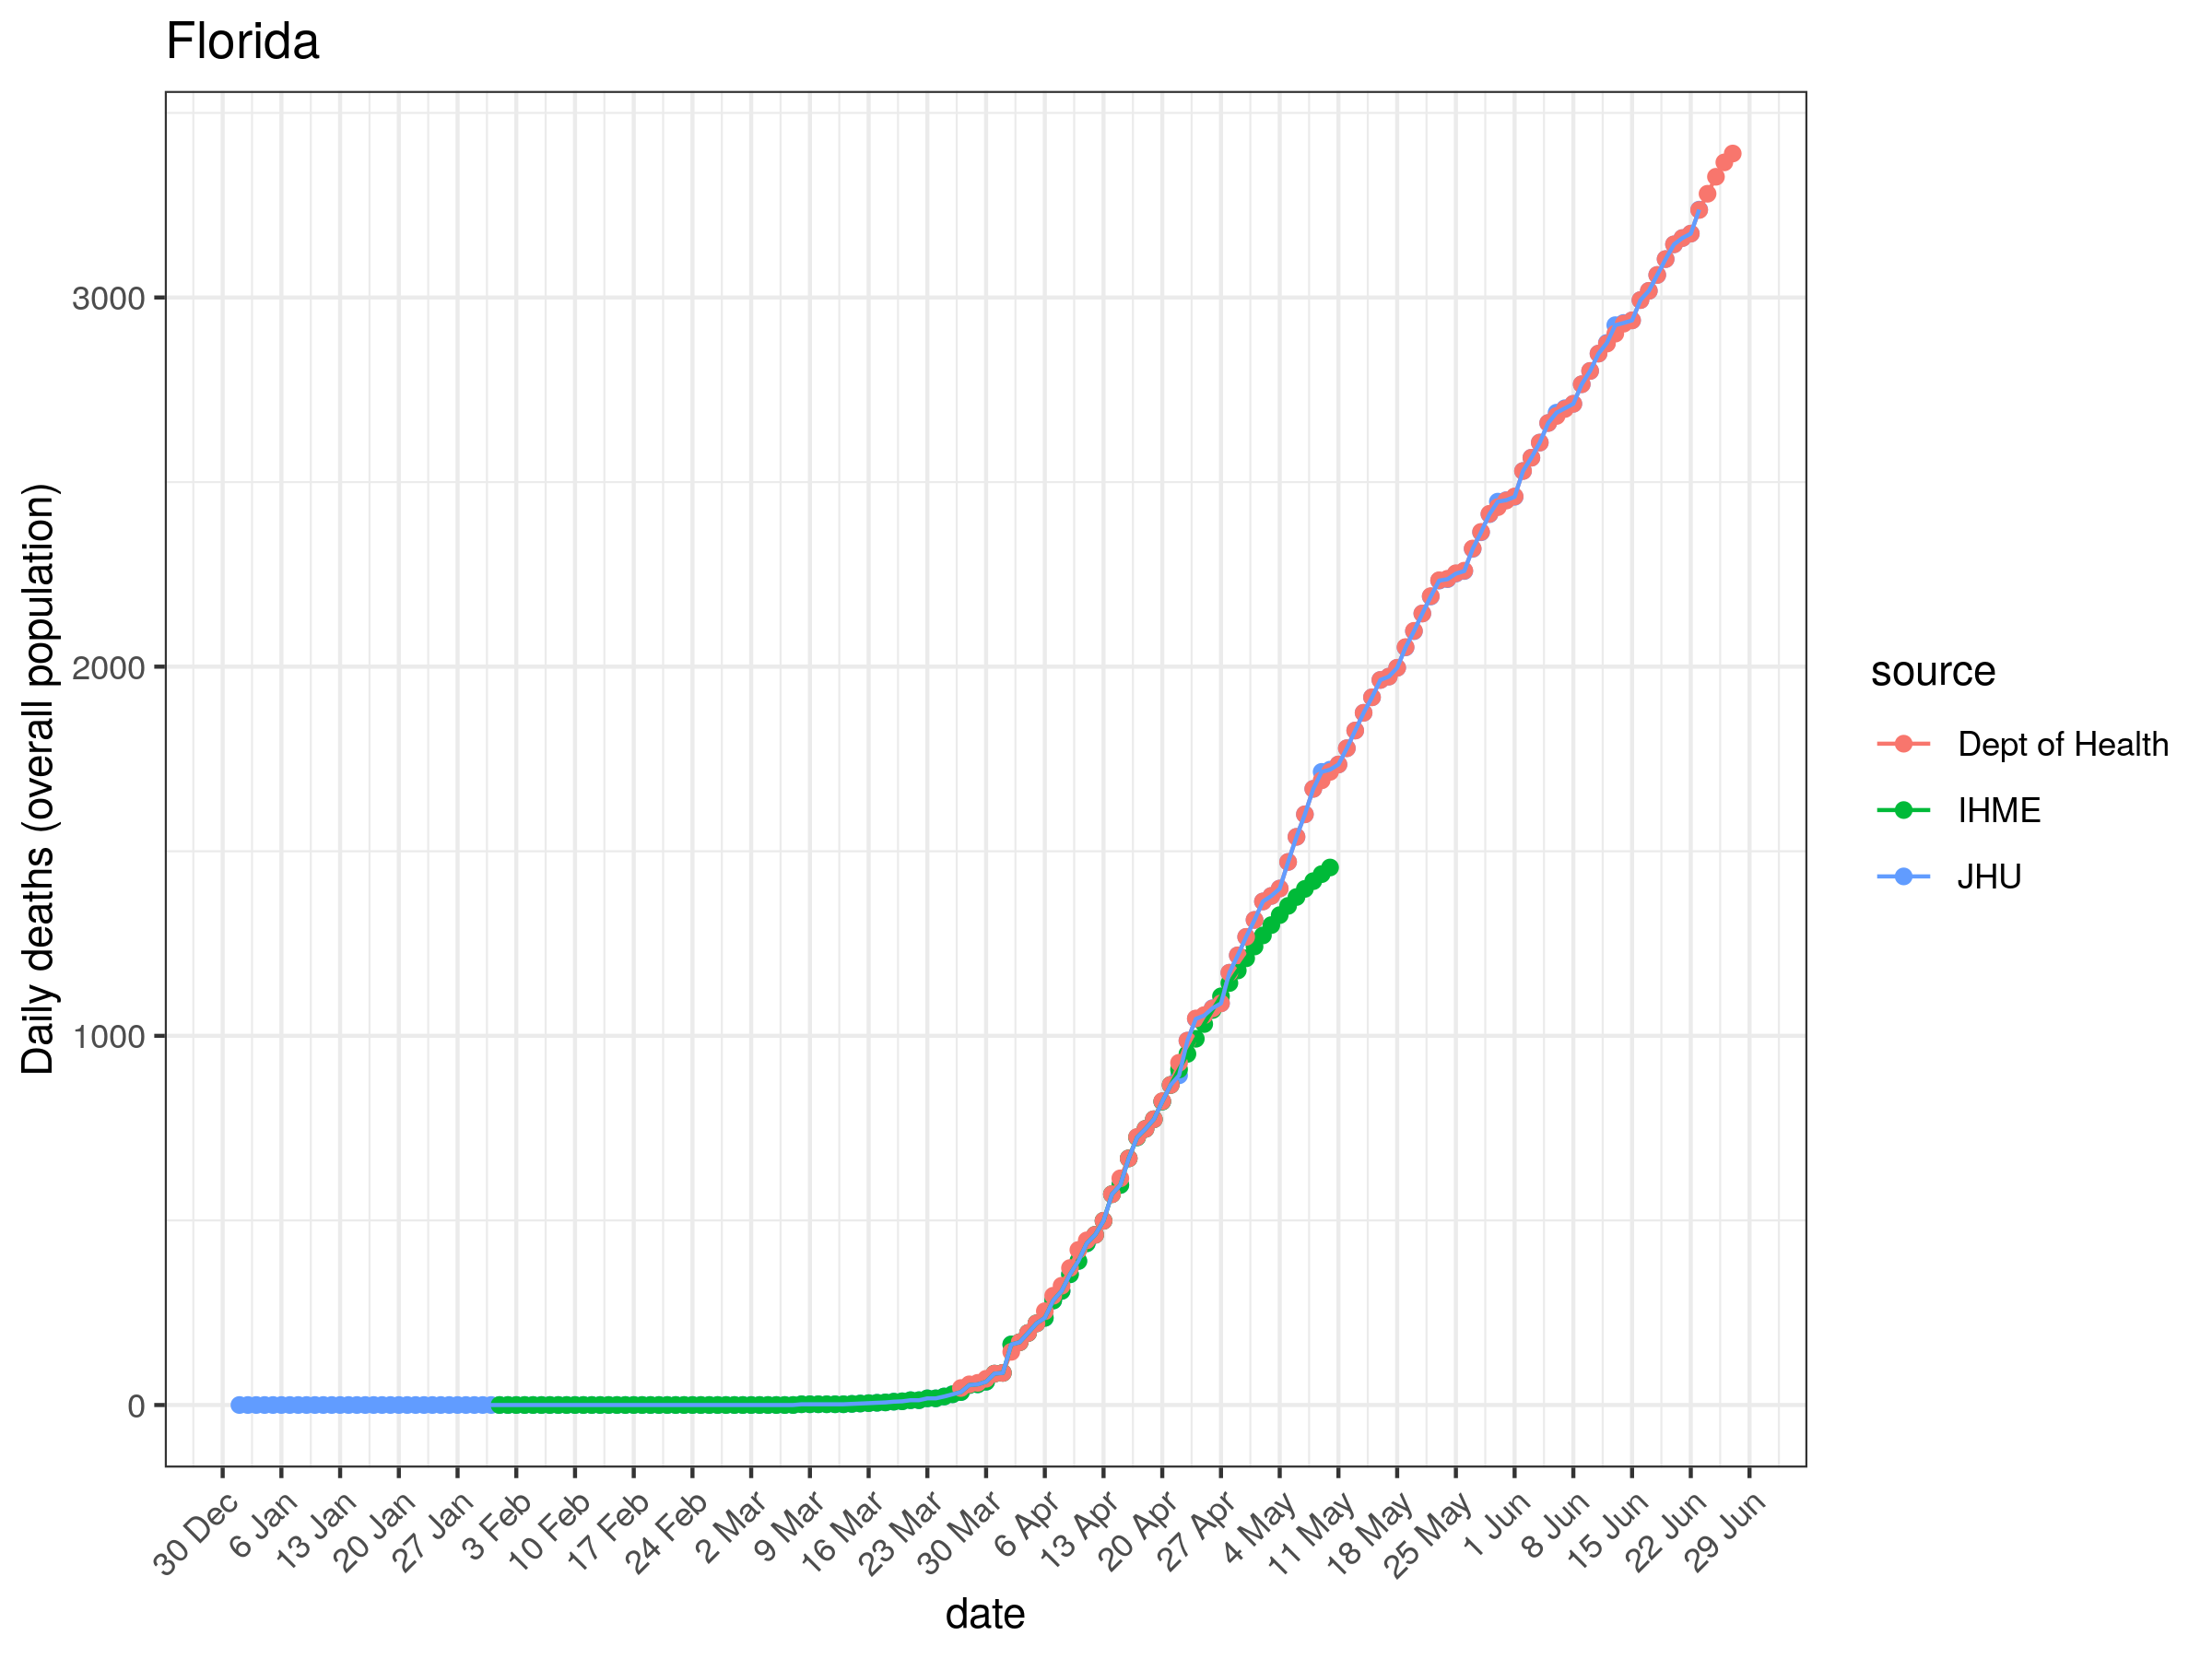 Florida
Daily deaths (overall population)
3000
2000
1000
0
30 Dec
6 Jan
13 Jan
20 Jan
27 Jan
3 Feb
10 Feb
17 Feb
24 Feb
2 Mar
9 Mar
16 Mar
23 Mar
30 Mar
6 Apr
13 Apr
20 Apr
27 Apr
4 May
11 May
18 May
25 May
1 Jun
8 Jun
15 Jun
22 Jun
29 Jun
date
source
Dept of Health
IHME
JHU